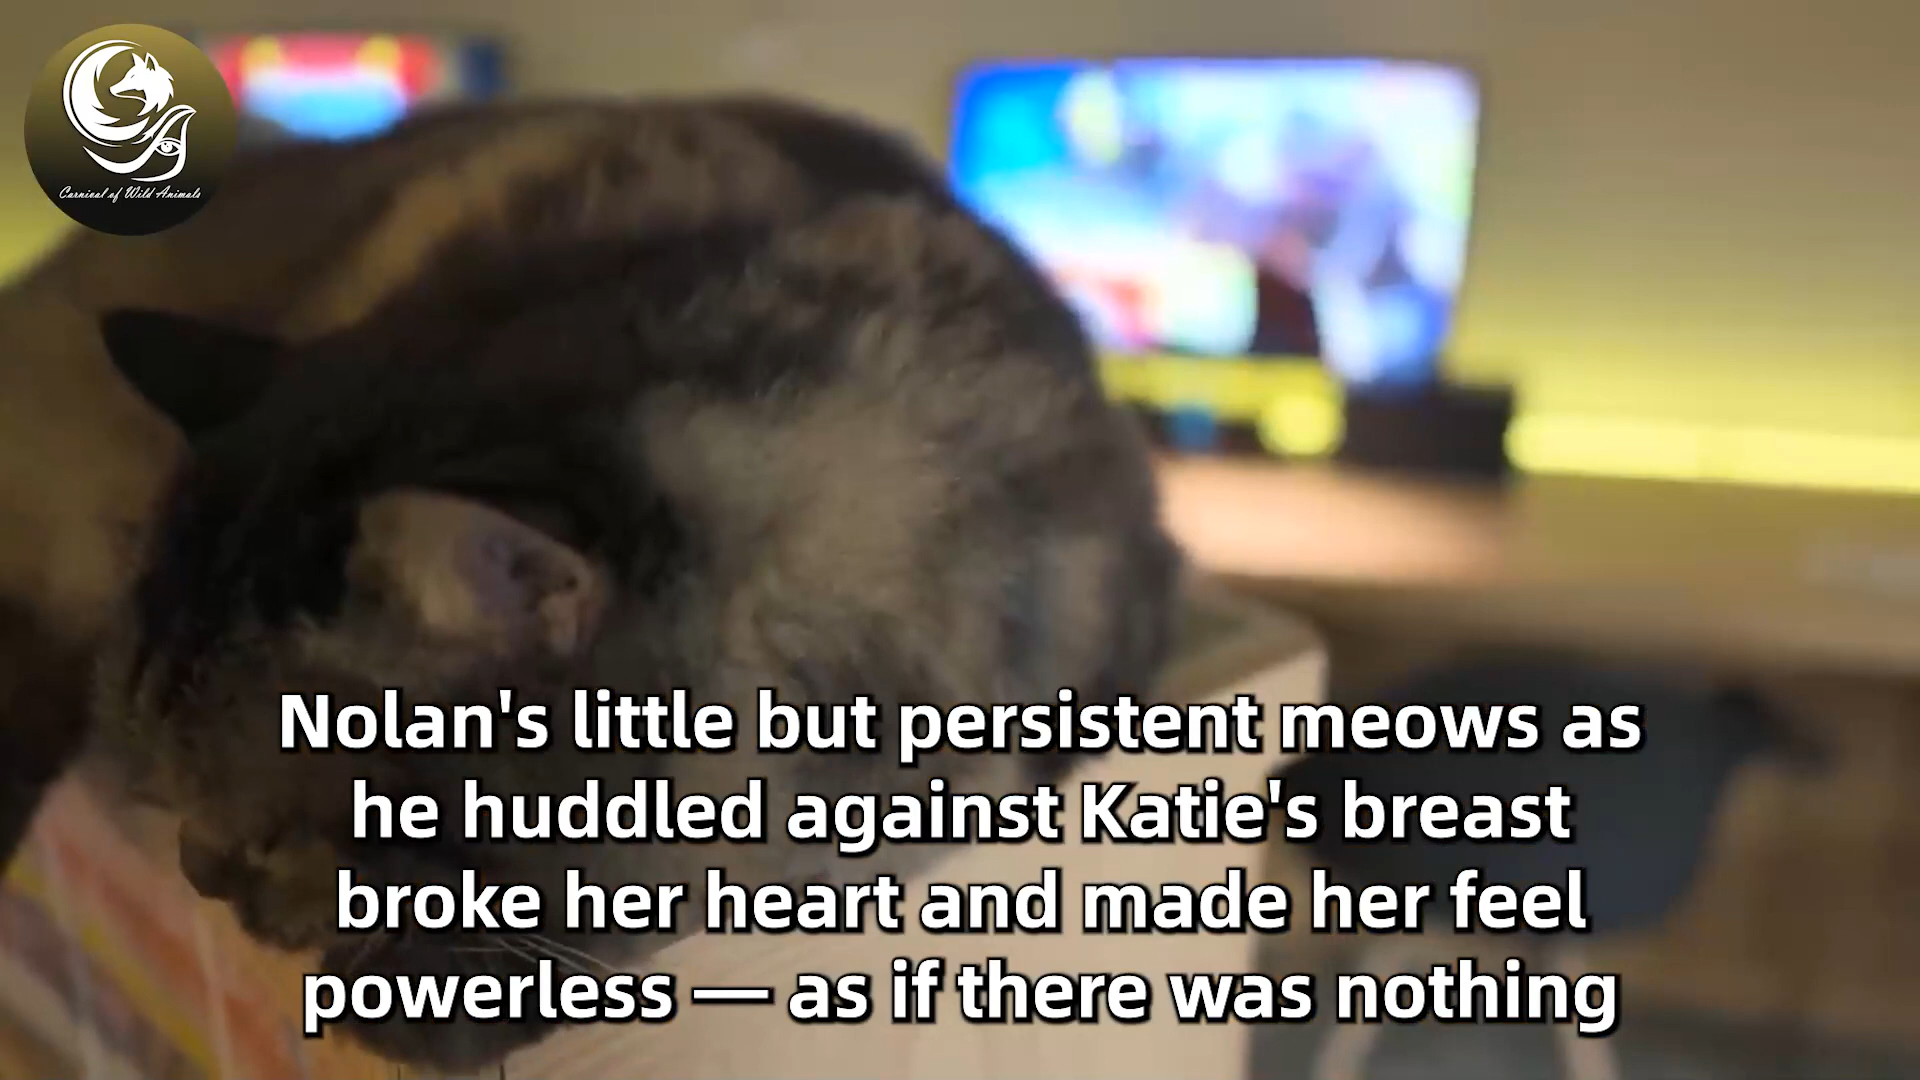 Carnival of Wild Animals
Nolan's little but persistent meows as
he huddled against Katie's breast
broke her heart and made her feel
powerless — as if there was nothing